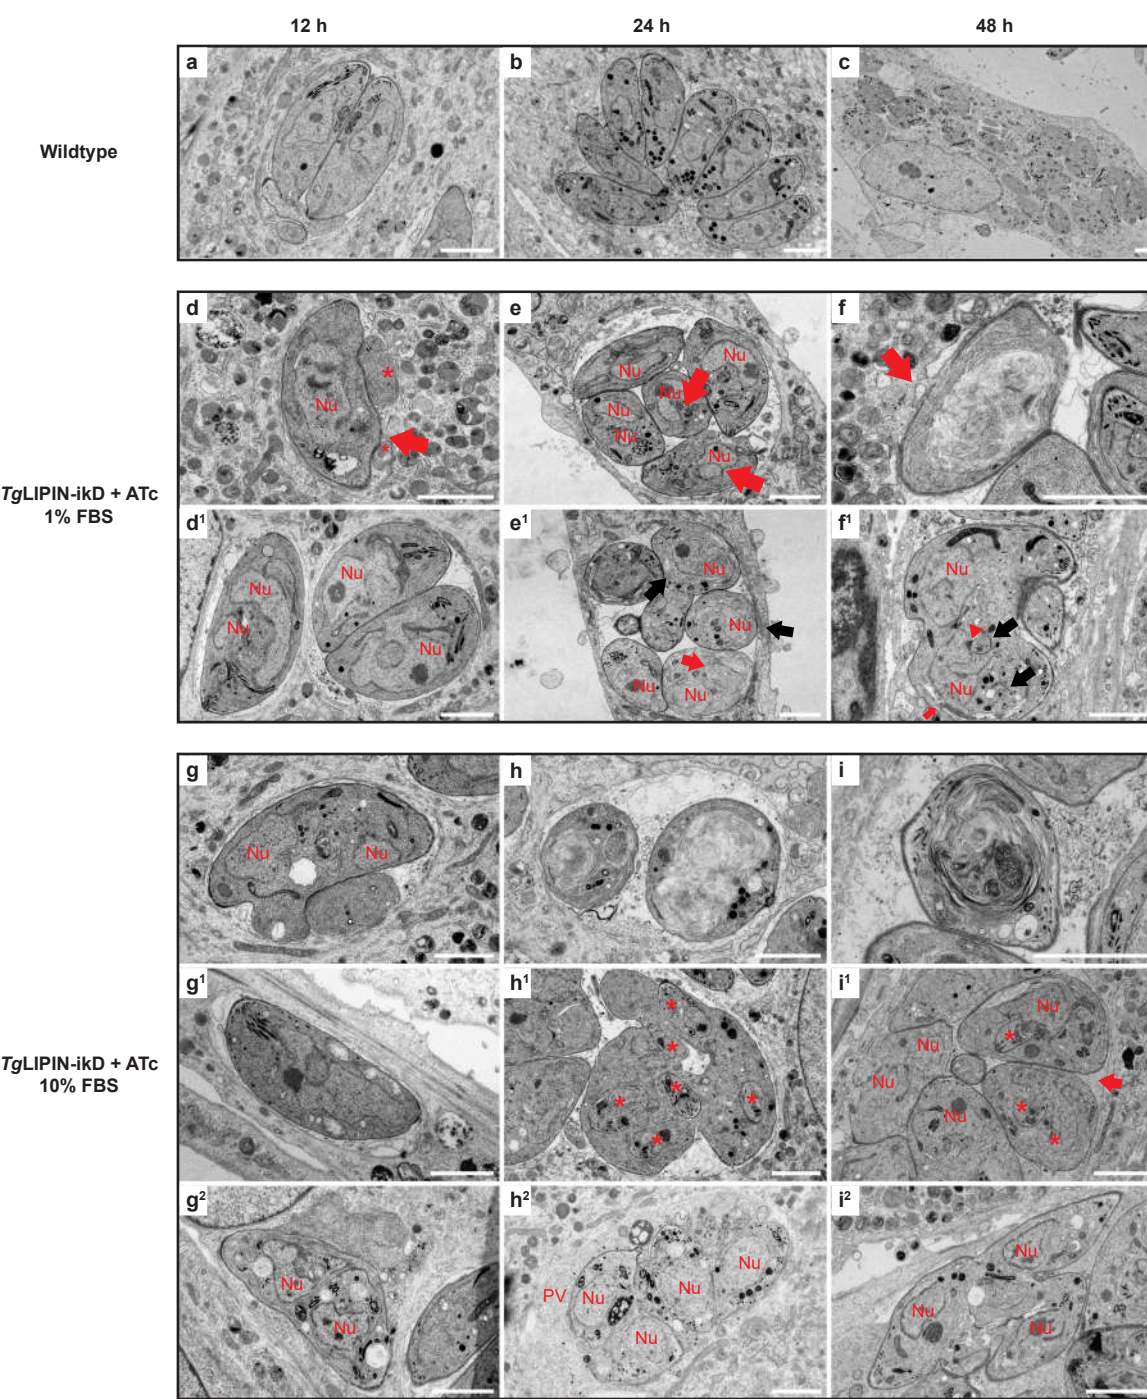 12 h 24 h 48 h
a b c
Wildtype
d e f
Nu * * Nu Nu Nu Nu Nu Nu
TgLIPIN-ikD + ATc
1% FBS
d¹ e¹ f¹
Nu Nu Nu Nu Nu Nu Nu Nu Nu Nu
g h i
Nu Nu
g¹ h¹ i¹
* * * * * * Nu Nu Nu Nu * * *
TgLIPIN-ikD + ATc
10% FBS
g² h² i²
Nu Nu PV Nu Nu Nu Nu Nu Nu Nu